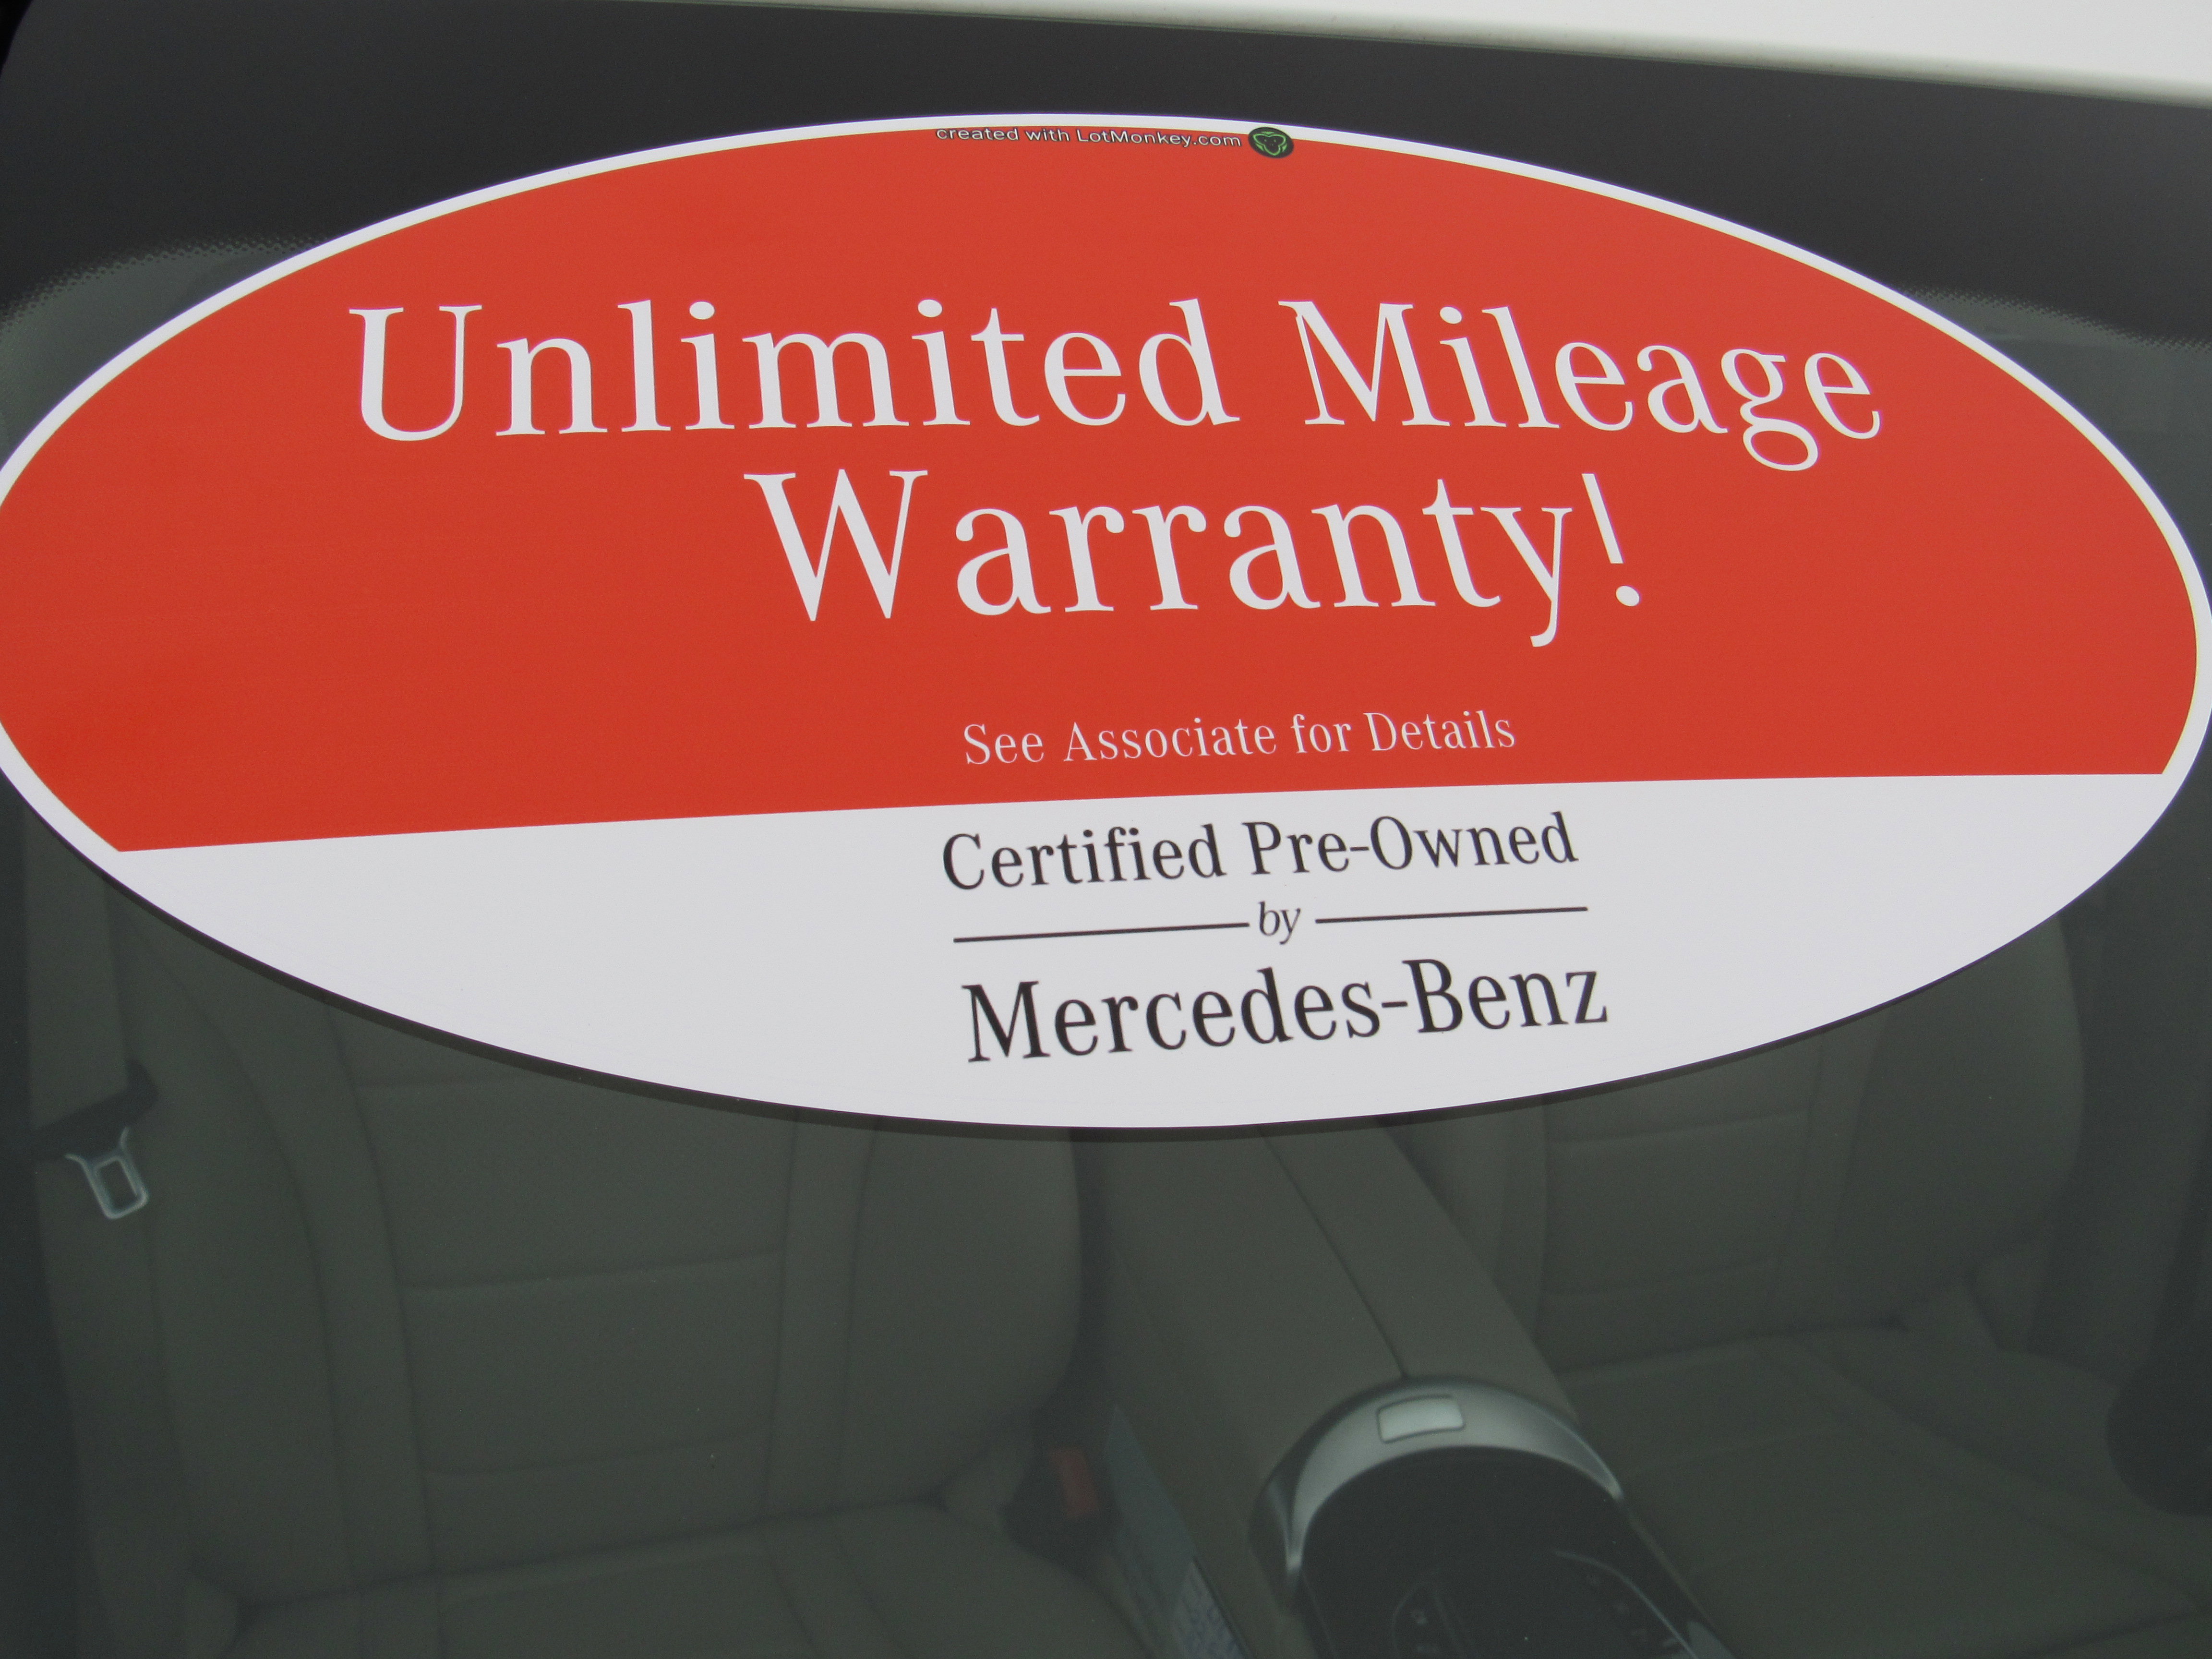 created with LotMonkey.com
Unlimited Mileage
Warranty!
See Associate for Details
Certified Pre-Owned
by
Mercedes-Benz